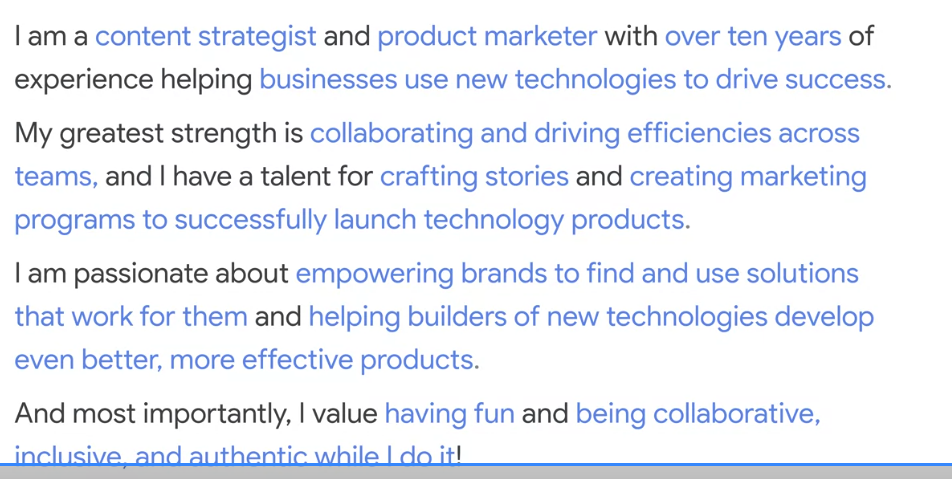 I am a content strategist and product marketer with over ten years of
experience helping businesses use new technologies to drive success.
My greatest strength is collaborating and driving efficiencies across
teams, and I have a talent for crafting stories and creating marketing
programs to successfully launch technology products.
I am passionate about empowering brands to find and use solutions
that work for them and helping builders of new technologies develop
even better, more effective products.
And most importantly, I value having fun and being collaborative,
inclusive, and authentic while I do it!